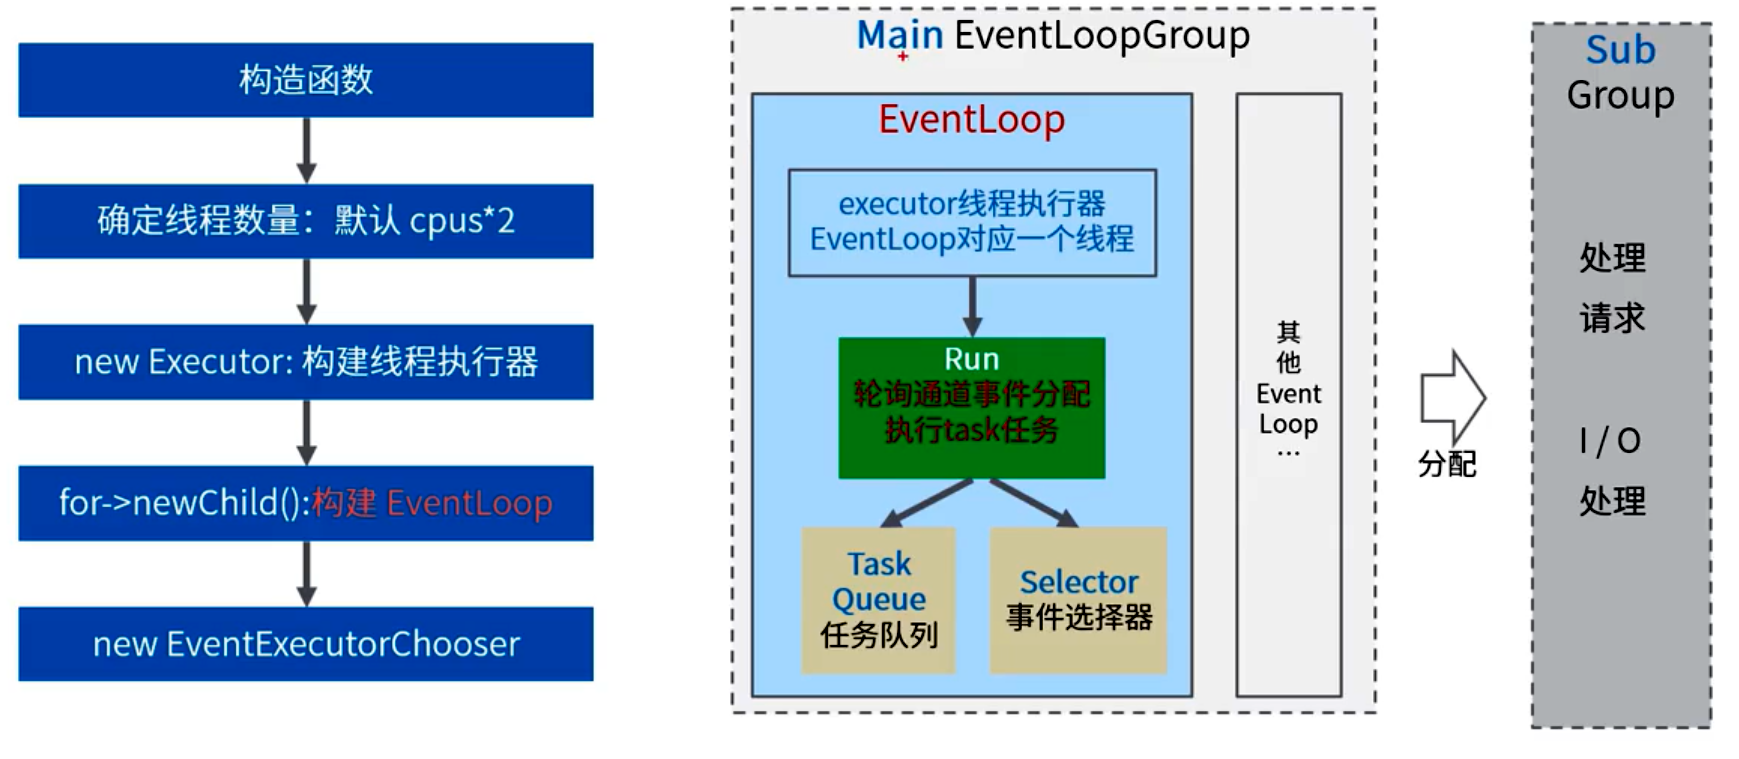 构造函数
确定线程数量：默认 cpus*2
new Executor: 构建线程执行器
for->newChild():构建 EventLoop
new EventExecutorChooser
Main EventLoopGroup
EventLoop
executor线程执行器
EventLoop对应一个线程
Run
轮询通道事件分配
执行task任务
Task
Queue
任务队列
Selector
事件选择器
其
他
Event
Loop
...
分配
Sub
Group
处理
请求
I / O
处理